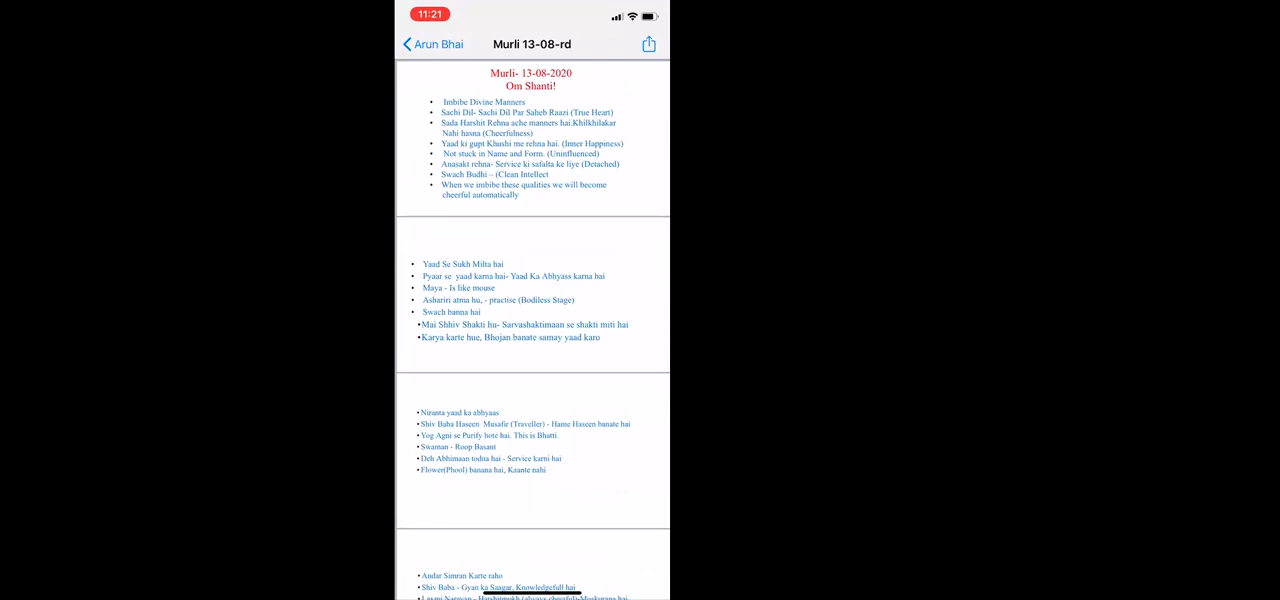 11:21
Arun Bhai
Murli 13-08-rd
Murli- 13-08-2020
Om Shanti!
• Imbibe Divine Manners
• Sachi Dil- Sachi Dil Par Saheb Raazi (True Heart)
• Sada Harshit Rehna ache manners hai.Khilkhilakar
Nahi hasna (Cheerfulness)
• Yaad ki gupt Khushi me rehna hai. (Inner Happiness)
• Not stuck in Name and Form. (Uninfluenced)
• Anasakt rehna- Service ki safalta ke liye (Detached)
• Swach Budhi – (Clean Intellect
• When we imbibe these qualities we will become
cheerful automatically
• Yaad Se Sukh Milta hai
• Pyaar se yaad karna hai- Yaad Ka Abhyass karna hai
• Maya - Is like mouse
• Ashariri atma hu, - practise (Bodiless Stage)
• Swach banna hai
•Mai Shhiv Shakti hu- Sarvashaktimaan se shakti miti hai
•Karya karte hue, Bhojan banate samay yaad karo
•Niranta yaad ka abhyaas
•Shiv Baba Haseen Musafir (Traveller) - Hame Haseen banate hai
•Yog Agni se Purify hote hai. This is Bhatti.
•Swaman - Roop Basant
•Deh Abhimaan todna hai - Service karni hai
•Flower(Phool) banana hai, Kaante nahi
•Andar Simran Karte raho
•Shiv Baba - Gyan ka Saagar, Knowledgefull hai
•Laxmi Narayan - Harshitmukh (always cheerful)-Muskurana hai